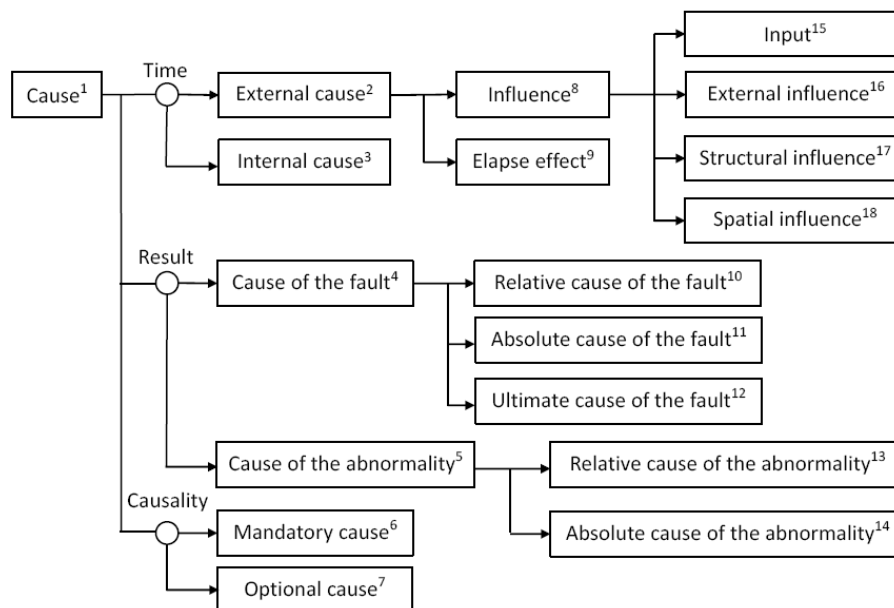 Time
Cause1
External cause2
Influence8
Input15
External influence16
Internal cause3
Elapse effect9
Structural influence17
Spatial influence18
Result
Cause of the fault4
Relative cause of the fault10
Absolute cause of the fault11
Ultimate cause of the fault12
Cause of the abnormality5
Relative cause of the abnormality13
Causality
Mandatory cause6
Absolute cause of the abnormality14
Optional cause7